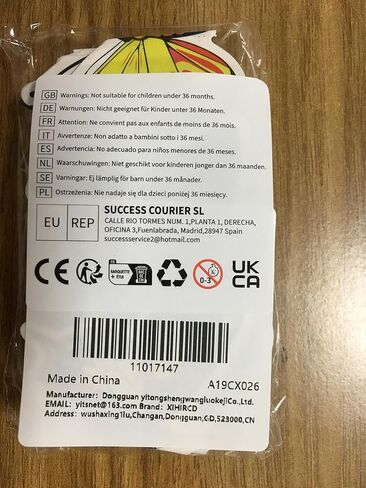 GB Warnings: Not suitable for children under 36 months.
DE Warnungen: Nicht geeignet für Kinder unter 36 Monaten.
FR Attention: Ne convient pas aux enfants de moins de 36 mois.
IT Avvertenze: Non adatto a bambini sotto i 36 mesi.
ES Advertencia: No adecuado para niños menores de 36 meses.
NL Waarschuwingen: Niet geschikt voor kinderen jonger dan 36 maanden.
SE Varningar: Ej lämplig för barn under 36 månader.
PL Ostrzeżenia: Nie nadaje się dla dzieci poniżej 36 miesięcy.
EU REP
SUCCESS COURIER SL
CALLE RIO TORMES NUM. 1,PLANTA 1, DERECHA,
OFICINA 3,Fuenlabrada, Madrid,28947 Spain
successservice2@hotmail.com
CE
BARQUETTE
+ ÉTUI
0-3
UK
CA
11017147
Made in China
A19CX026
Manufacturer: Dongguan yitongshengwangluokejiCo.,Ltd.
EMAIL: yitsnet@163.com Brand: XIHIRCD
Address: wushaxing1lu,Changan,Dongguan,GD,523000,CN